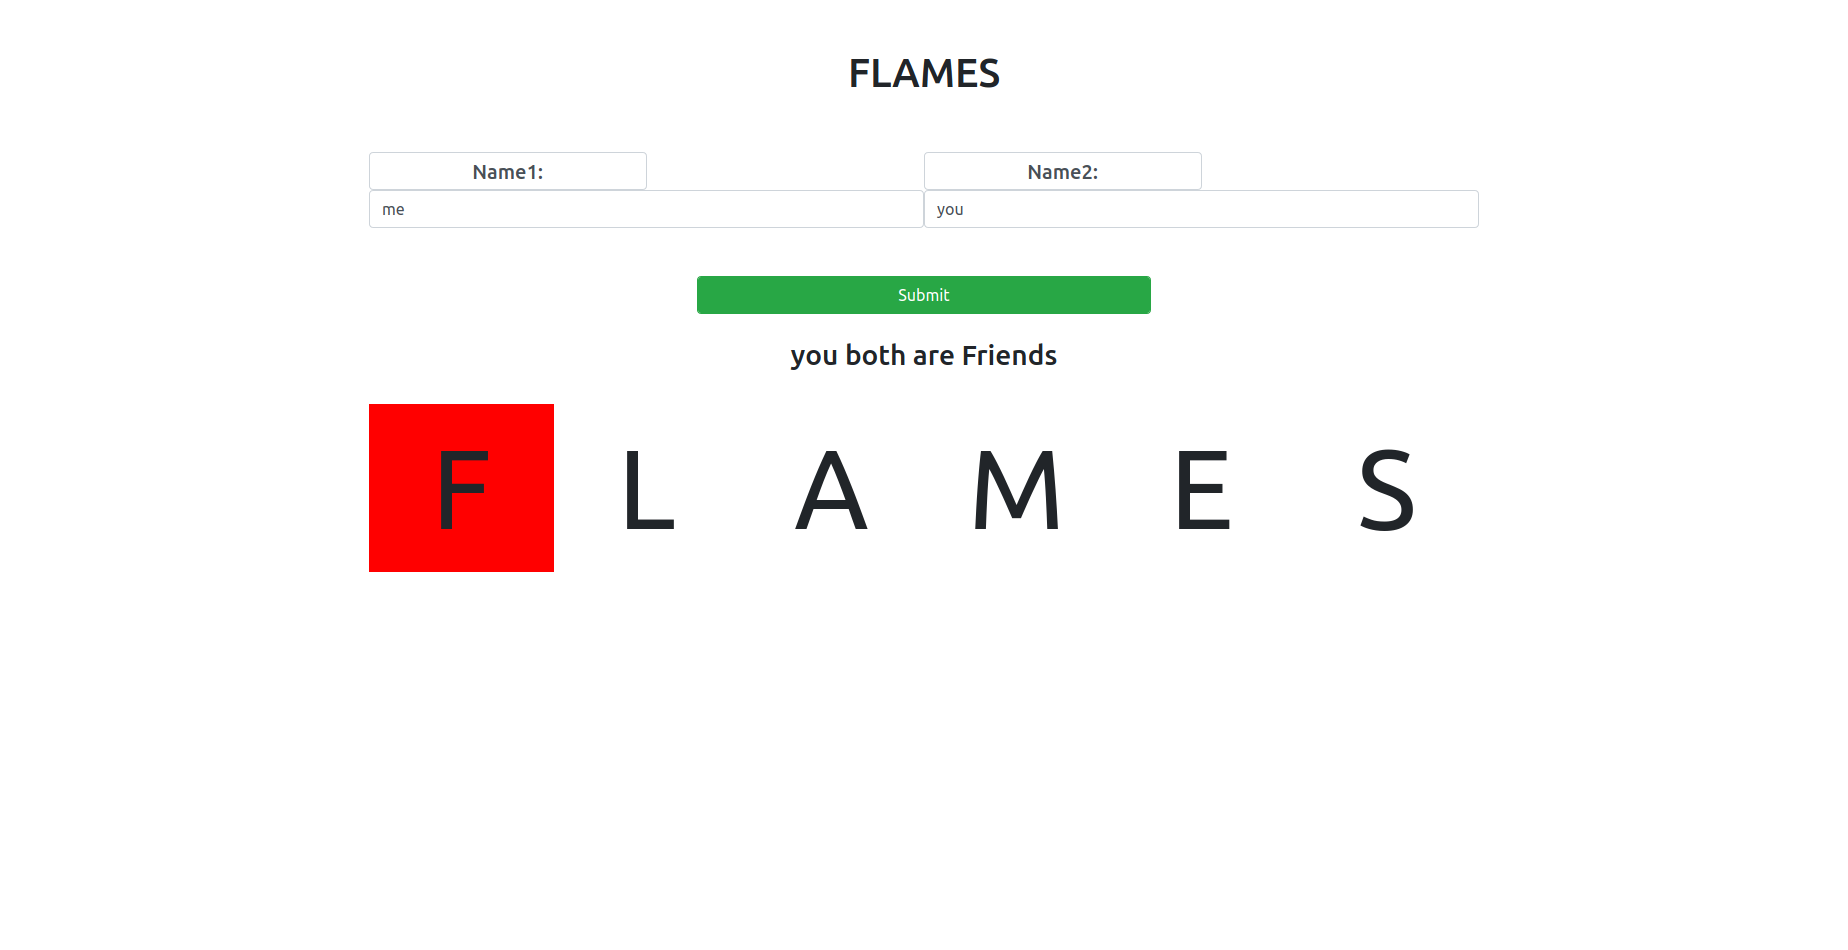 FLAMES
Name1:
Name2:
me
you
Submit
you both are Friends
F L A M E S